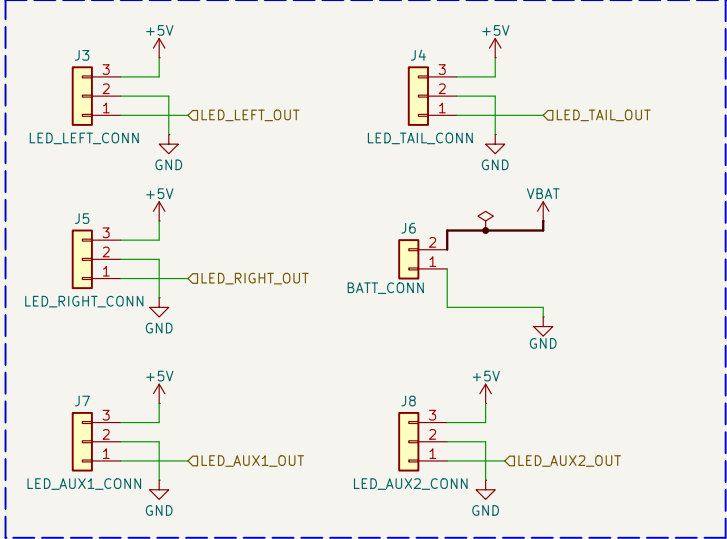 +5V
J3
3
2
1
LED_LEFT_OUT
LED_LEFT_CONN
GND
+5V
J4
3
2
1
LED_TAIL_OUT
LED_TAIL_CONN
GND
+5V
J5
3
2
1
LED_RIGHT_OUT
LED_RIGHT_CONN
GND
VBAT
J6
2
1
BATT_CONN
GND
+5V
J7
3
2
1
LED_AUX1_OUT
LED_AUX1_CONN
GND
+5V
J8
3
2
1
LED_AUX2_OUT
LED_AUX2_CONN
GND